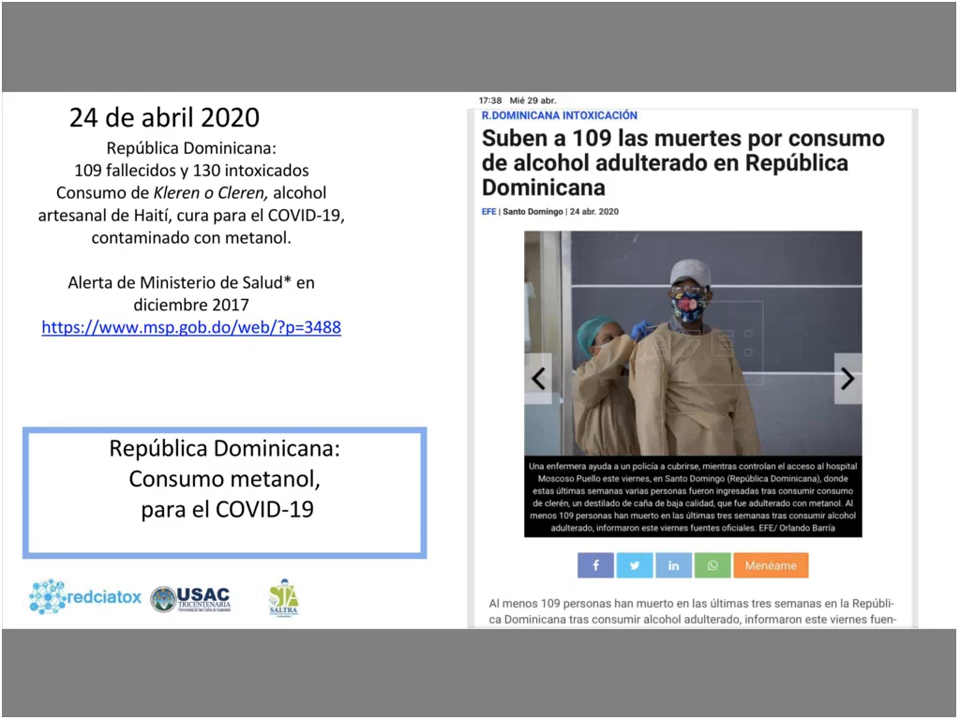 24 de abril 2020
República Dominicana:
109 fallecidos y 130 intoxicados
Consumo de Kleren o Cleren, alcohol
artesanal de Haití, cura para el COVID-19,
contaminado con metanol.
Alerta de Ministerio de Salud* en
diciembre 2017
https://www.msp.gob.do/web/?p=3488
República Dominicana:
Consumo metanol,
para el COVID-19
redciatox
USAC
TRICENTENARIA
Universidad de San Carlos de Guatemala
SALTRA
17:38 Mié 29 abr.
R.DOMINICANA INTOXICACIÓN
Suben a 109 las muertes por consumo
de alcohol adulterado en República
Dominicana
EFE | Santo Domingo | 24 abr. 2020
Una enfermera ayuda a un policía a cubrirse, mientras controlan el acceso al hospital
Moscoso Puello este viernes, en Santo Domingo (República Dominicana), donde
estas últimas semanas varias personas fueron ingresadas tras consumir consumo
de clerén, un destilado de caña de baja calidad, que fue adulterado con metanol. Al
menos 109 personas han muerto en las últimas tres semanas tras consumir alcohol
adulterado, informaron este viernes fuentes oficiales. EFE/ Orlando Barría
Menéame
Al menos 109 personas han muerto en las últimas tres semanas en la Repúbli-
ca Dominicana tras consumir alcohol adulterado, informaron este viernes fuen-